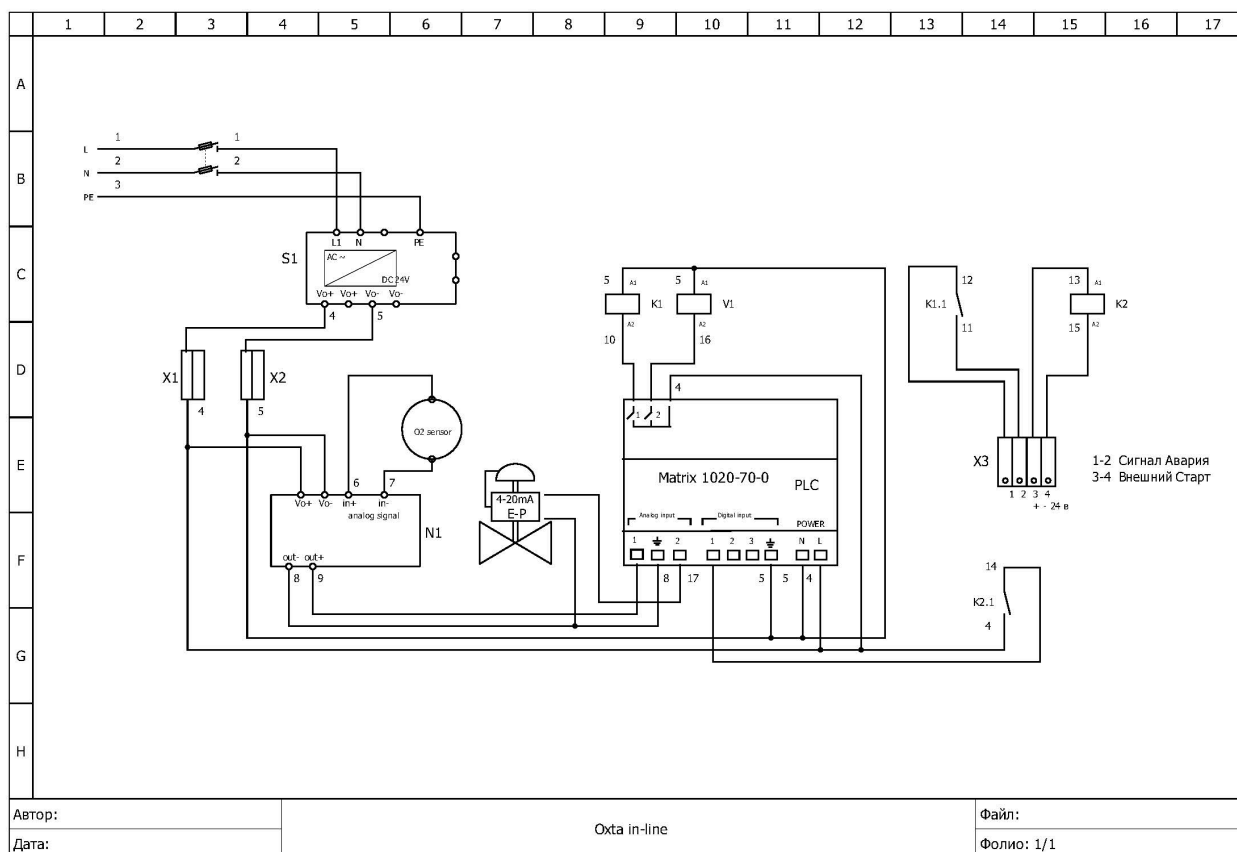 1 2 3 4 5 6 7 8 9 10 11 12 13 14 15 16 17
A
B
C
D
E
F
G
H
1 1
L
2 2
N
3
PE
L1 N PE
S1
AC ~
DC 24V
Vo+ Vo+ Vo- Vo-
4 5
X1
4
X2
5
O2 sensor
6 7
Vo+ Vo- in+ in-
analog signal
N1
out- out+
8 9
4-20mA
E-P
5 A1
K1
A2
10
5 A1
V1
A2
16
4
1 2
Matrix 1020-70-0
PLC
Analog input Digital input
POWER
1 2 1 2 3 N L
8 17 5 5 4
12
K1.1
11
13 A1
K2
15 A2
X3
1 2 3 4
+ - 24 в
1-2 Сигнал Авария
3-4 Внешний Старт
14
K2.1
4
Автор:
Дата:
Oxta in-line
Файл:
Фолио: 1/1